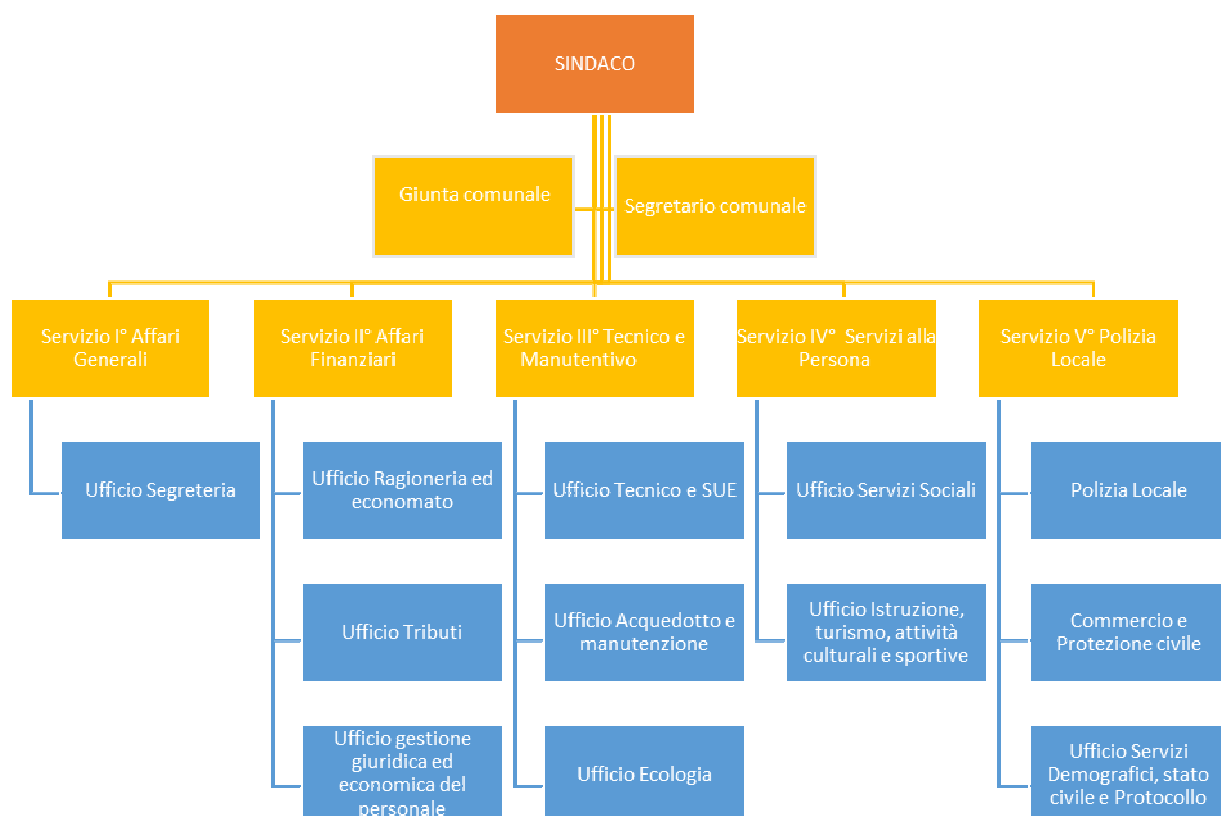 SINDACO
Giunta comunale
Segretario comunale
Servizio I° Affari
Generali
Servizio II° Affari
Finanziari
Servizio III° Tecnico e
Manutentivo
Servizio IV° Servizi alla
Persona
Servizio V° Polizia
Locale
Ufficio Segreteria
Ufficio Ragioneria ed
economato
Ufficio Tributi
Ufficio gestione
giuridica ed
economica del
personale
Ufficio Tecnico e SUE
Ufficio Acquedotto e
manutenzione
Ufficio Ecologia
Ufficio Servizi Sociali
Ufficio Istruzione,
turismo, attività
culturali e sportive
Polizia Locale
Commercio e
Protezione civile
Ufficio Servizi
Demografici, stato
civile e Protocollo